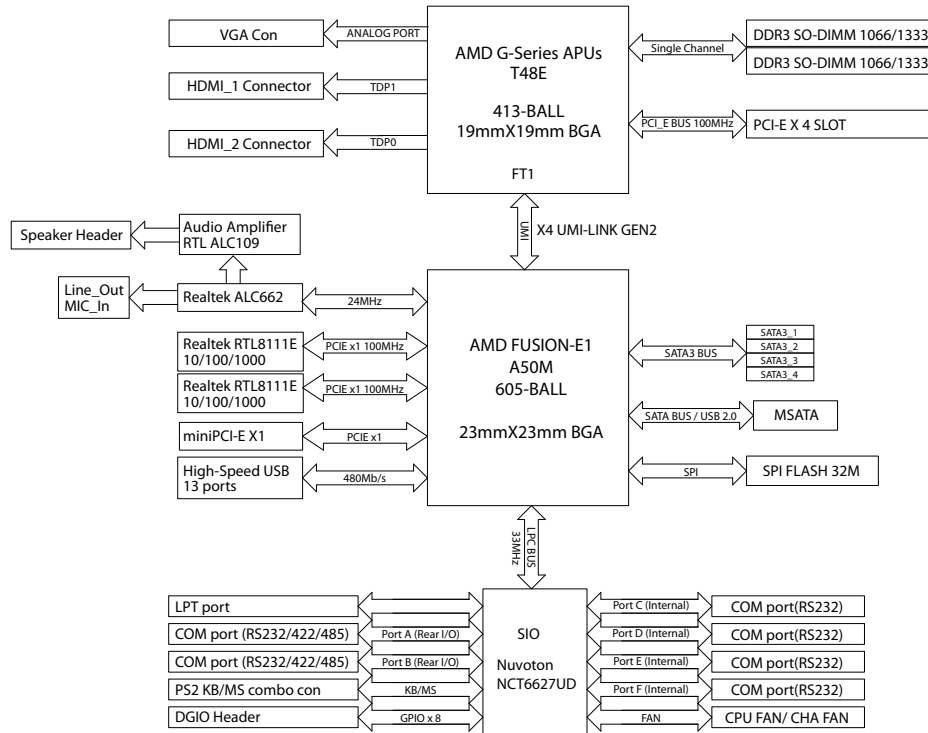 VGA Con
ANALOG PORT
AMD G-Series APUs
T48E
413-BALL
19mmX19mm BGA
FT1
Single Channel
DDR3 SO-DIMM 1066/1333
DDR3 SO-DIMM 1066/1333
HDMI_1 Connector
TDP1
PCI_E BUS 100MHz
PCI-E X 4 SLOT
HDMI_2 Connector
TDP0
UMI
X4 UMI-LINK GEN2
Speaker Header
Audio Amplifier
RTL ALC109
Line_Out
MIC_In
Realtek ALC662
24MHz
AMD FUSION-E1
A50M
605-BALL
23mmX23mm BGA
Realtek RTL8111E
10/100/1000
PCIE x1 100MHz
Realtek RTL8111E
10/100/1000
PCIE x1 100MHz
miniPCI-E X1
PCIE x1
High-Speed USB
13 ports
480Mb/s
SATA3 BUS
SATA3_1
SATA3_2
SATA3_3
SATA3_4
SATA BUS / USB 2.0
MSATA
SPI
SPI FLASH 32M
LPC BUS
33MHz
LPT port
COM port (RS232/422/485)
Port A (Rear I/O)
COM port (RS232/422/485)
Port B (Rear I/O)
PS2 KB/MS combo con
KB/MS
DGIO Header
GPIO x 8
SIO
Nuvoton
NCT6627UD
Port C (Internal)
COM port(RS232)
Port D (Internal)
COM port(RS232)
Port E (Internal)
COM port(RS232)
Port F (Internal)
COM port(RS232)
FAN
CPU FAN/ CHA FAN